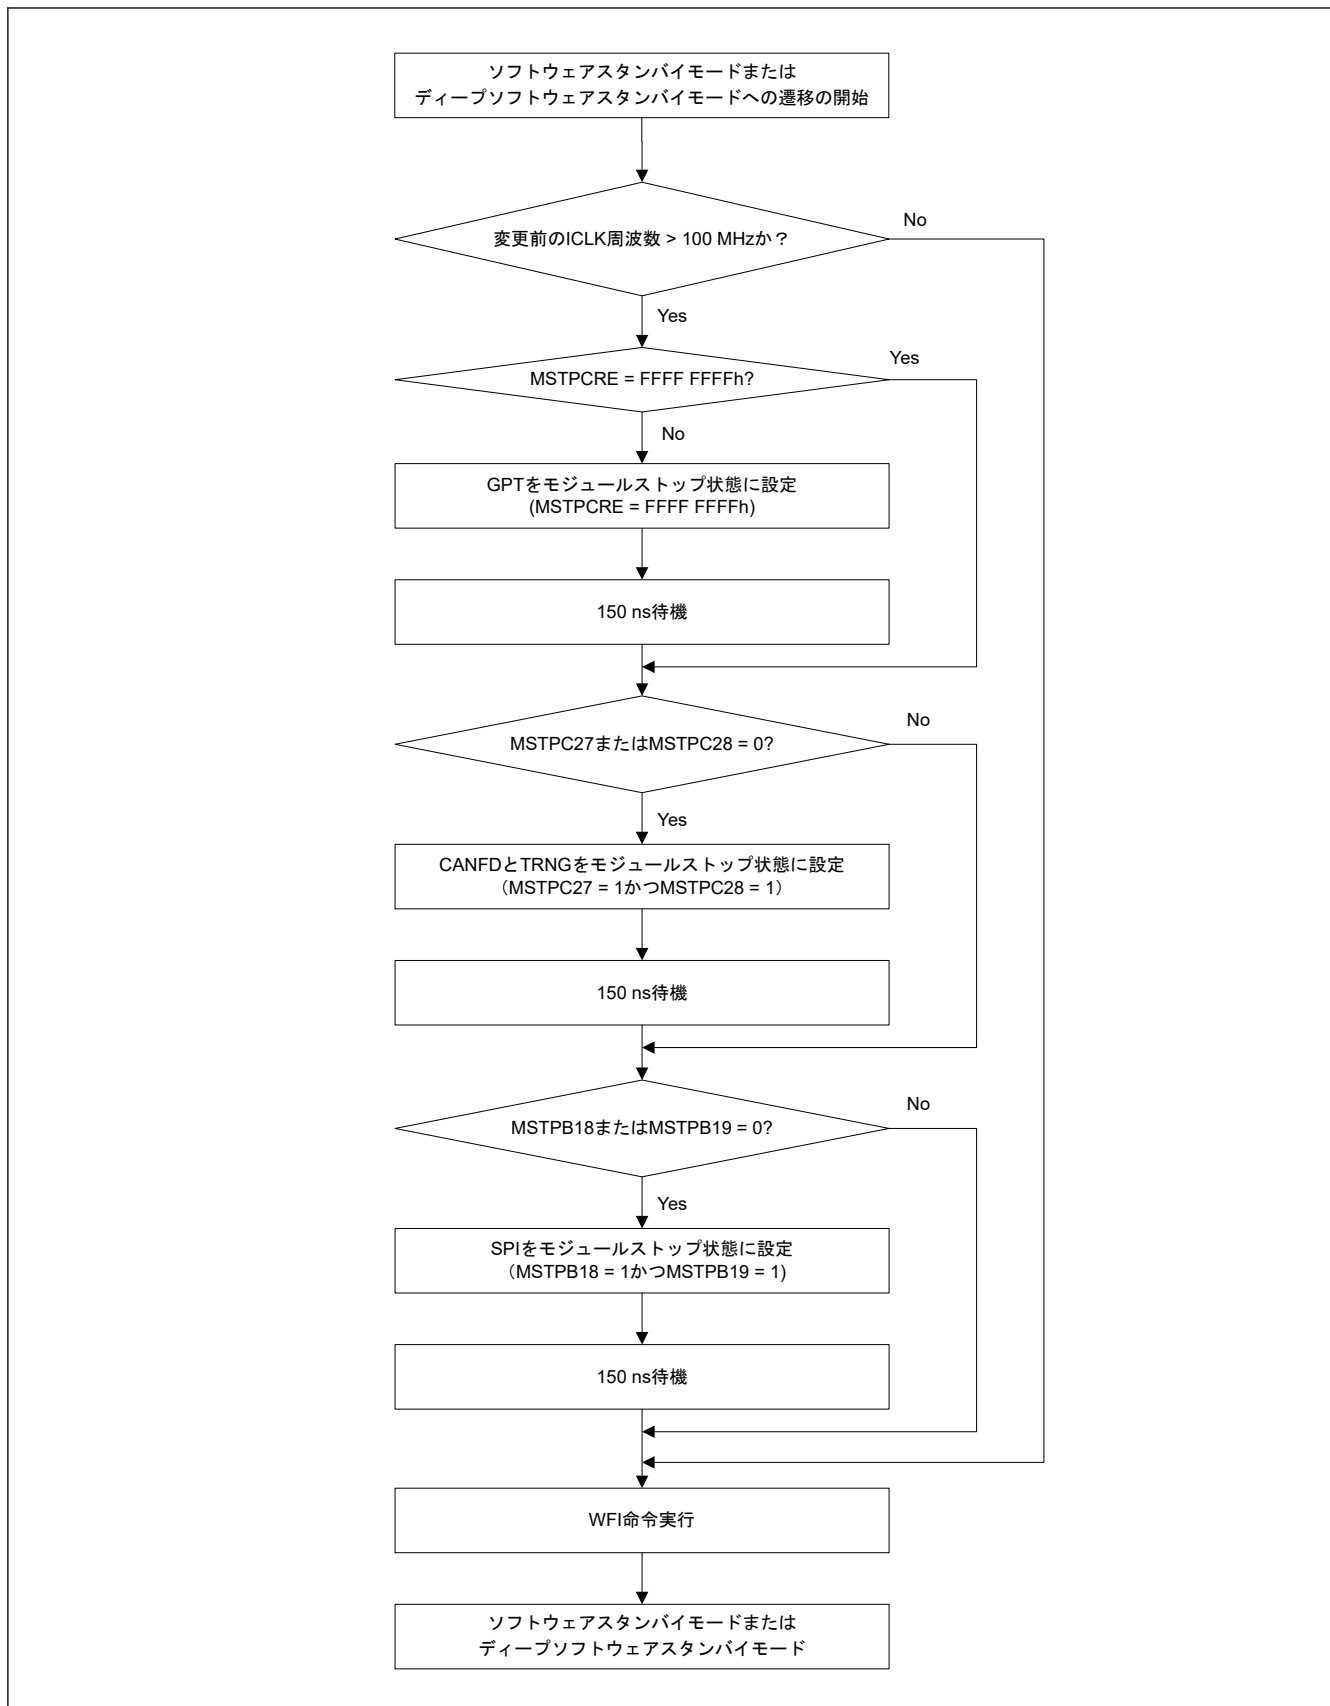 ソフトウェアスタンバイモードまたは
ディープソフトウェアスタンバイモードへの遷移の開始
変更前のICLK周波数 > 100 MHzか？
No
Yes
MSTPCRE = FFFF FFFFh?
Yes
No
GPTをモジュールストップ状態に設定
(MSTPCRE = FFFF FFFFh)
150 ns待機
MSTPC27またはMSTPC28 = 0?
No
Yes
CANFDとTRNGをモジュールストップ状態に設定
（MSTPC27 = 1かつMSTPC28 = 1）
150 ns待機
MSTPB18またはMSTPB19 = 0?
No
Yes
SPIをモジュールストップ状態に設定
（MSTPB18 = 1かつMSTPB19 = 1)
150 ns待機
WFI命令実行
ソフトウェアスタンバイモードまたは
ディープソフトウェアスタンバイモード